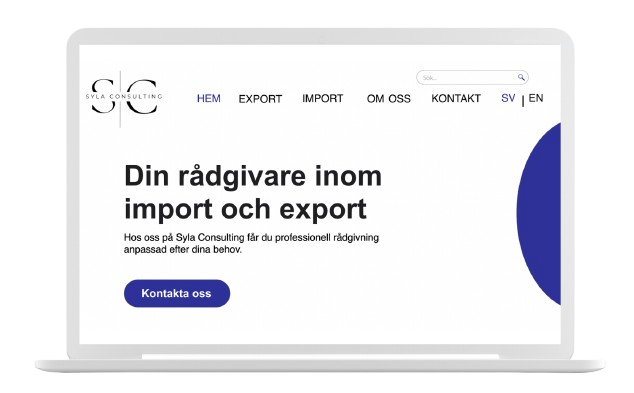 Sök...
SYLA CONSULTING
SC
HEM EXPORT IMPORT OM OSS KONTAKT SV | EN
Din rådgivare inom
import och export
Hos oss på Syla Consulting får du professionell rådgivning
anpassad efter dina behov.
Kontakta oss